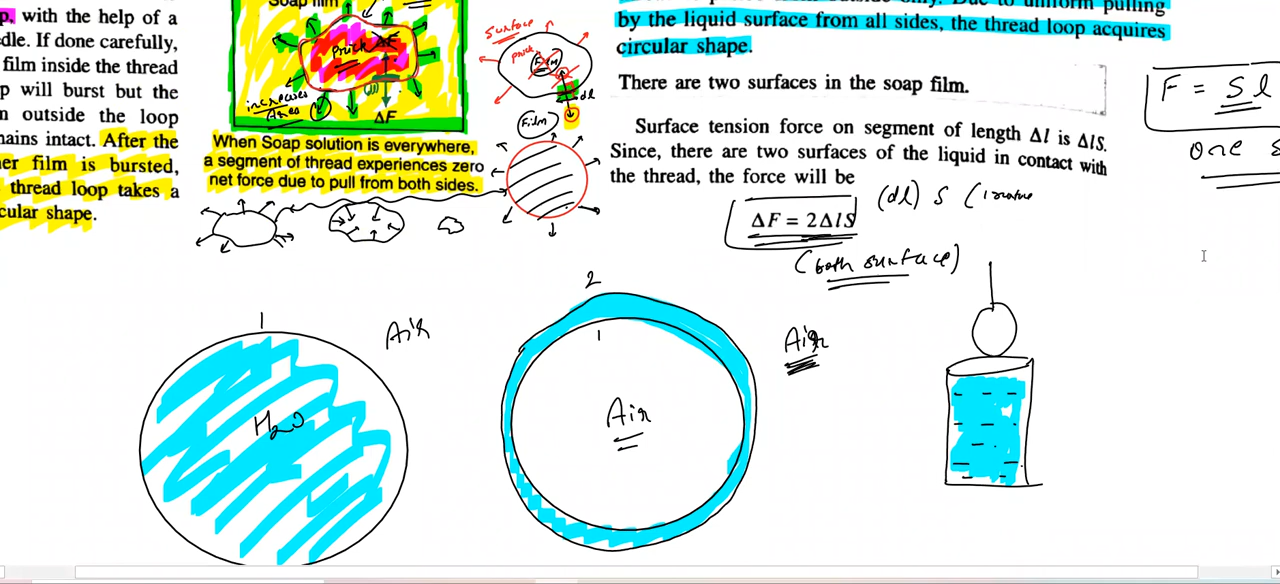 p, with the help of a
dle. If done carefully,
film inside the thread
p will burst but the
n outside the loop
nains intact. After the
er film is bursted,
thread loop takes a
cular shape.
Soap film
Prick
increases
ΔF
When Soap solution is everywhere,
a segment of thread experiences zero
net force due to pull from both sides.
Surface
Prick
Film
dl
Film
by the liquid surface from all sides, the thread loop acquires
circular shape.
There are two surfaces in the soap film.
Surface tension force on segment of length Δl is ΔlS.
Since, there are two surfaces of the liquid in contact with
the thread, the force will be
(dl) S (1
ΔF = 2ΔlS
(both surface)
F = Sl
one S
1
Air
H2O
2
1
Air
Air